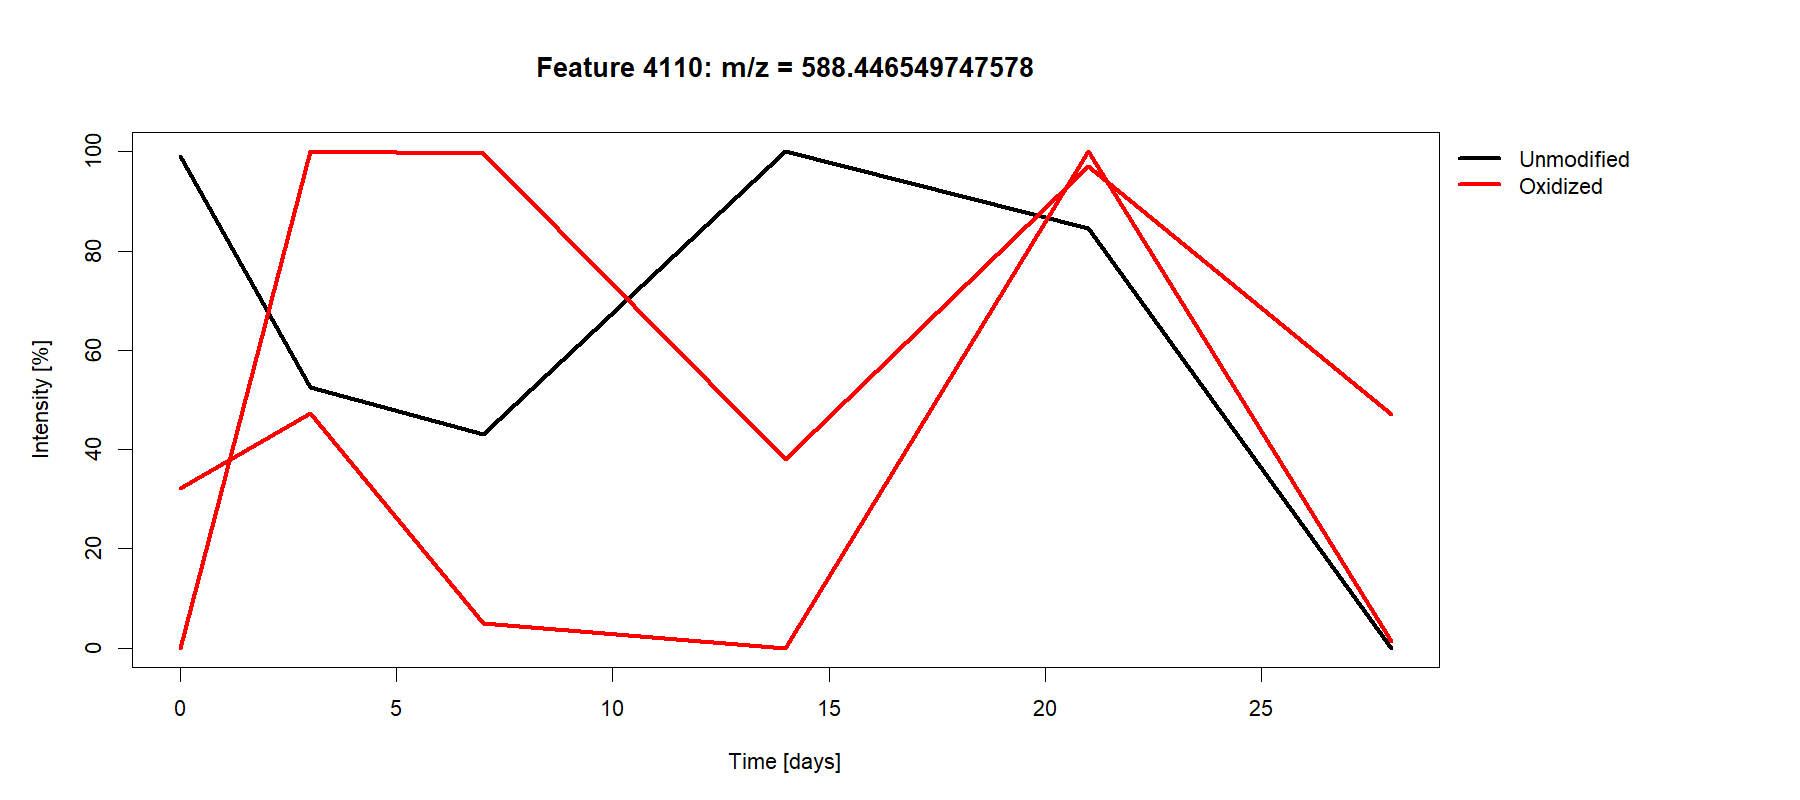 Feature 4110: m/z = 588.446549747578
Unmodified
Oxidized
Intensity [%]
100
80
60
40
20
0
0 5 10 15 20 25
Time [days]